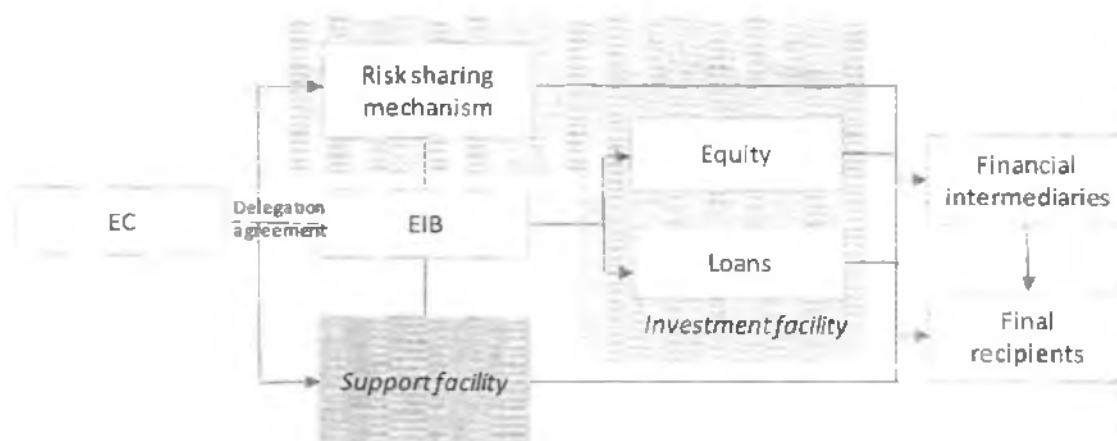 Risk sharing
mechanism
Equity
Financial
intermediaries
EC
Delegation
agreement
EIB
Loans
Investment facility
Final
recipients
Support facility